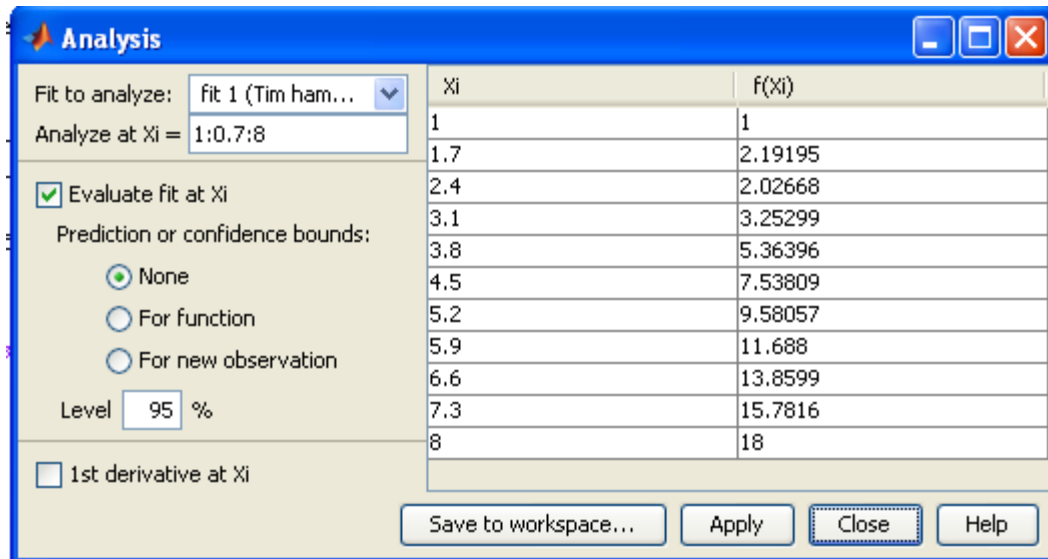 Analysis
Fit to analyze: fit 1 (Tim ham...
Analyze at Xi = 1:0.7:8
Evaluate fit at Xi
Prediction or confidence bounds:
None
For function
For new observation
Level 95 %
1st derivative at Xi
Xi f(Xi)
1 1
1.7 2.19195
2.4 2.02668
3.1 3.25299
3.8 5.36396
4.5 7.53809
5.2 9.58057
5.9 11.688
6.6 13.8599
7.3 15.7816
8 18
Save to workspace... Apply Close Help